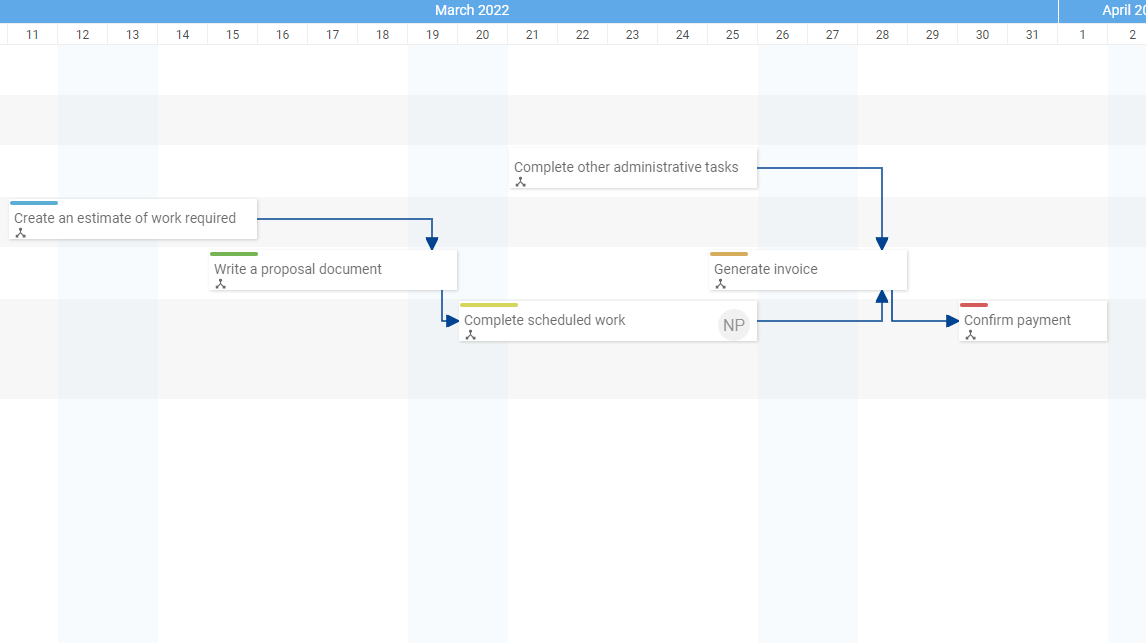 March 2022 April 20
11 12 13 14 15 16 17 18 19 20 21 22 23 24 25 26 27 28 29 30 31 1 2
Complete other administrative tasks
Create an estimate of work required
Write a proposal document Generate invoice
Complete scheduled work NP Confirm payment